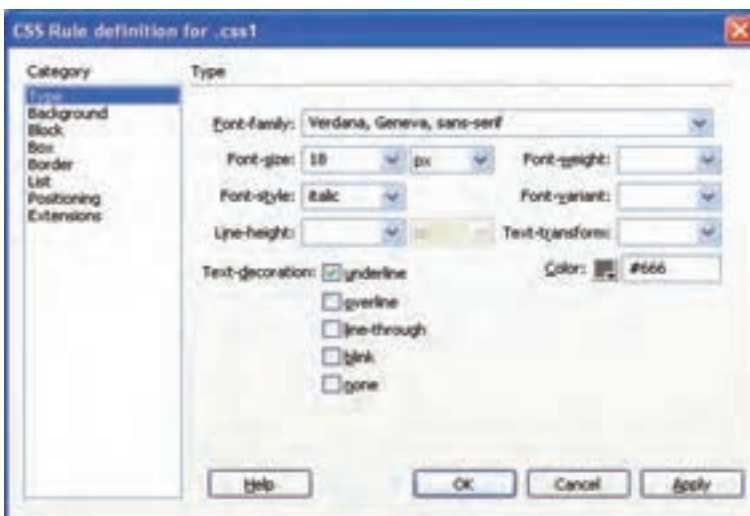 CSS Rule definition for .css1
Category
Type
Background
Block
Box
Border
List
Positioning
Extensions
Type
Font-family: Verdana, Geneva, sans-serif
Font-size: 18 px Font-weight:
Font-style: italic Font-variant:
Line-height: Text-transform:
Text-decoration: underline Color: #666
overline
line-through
blink
none
Help OK Cancel Apply